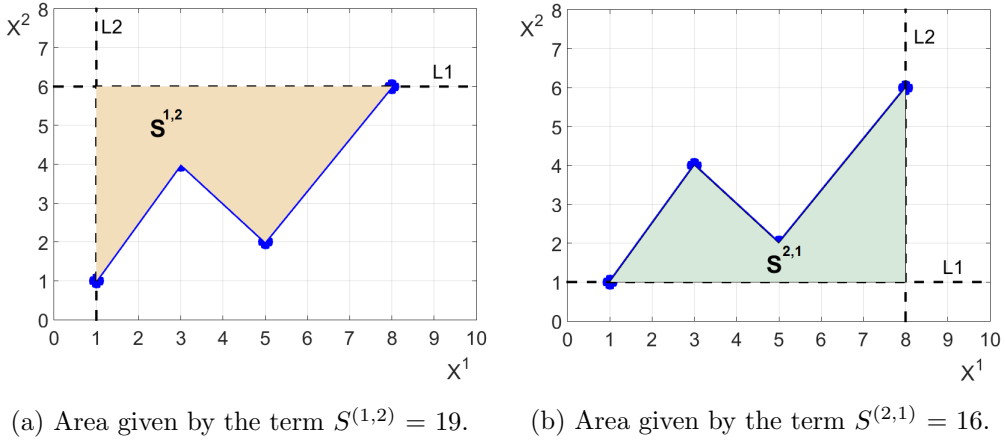 X²
8
7
6
5
4
3
2
1
0
L2
L1
S^{1,2}
0 1 2 3 4 5 6 7 8 9 10
X¹
X²
8
7
6
5
4
3
2
1
0
L2
L1
S^{2,1}
0 1 2 3 4 5 6 7 8 9 10
X¹
(a) Area given by the term S^{(1,2)} = 19.
(b) Area given by the term S^{(2,1)} = 16.